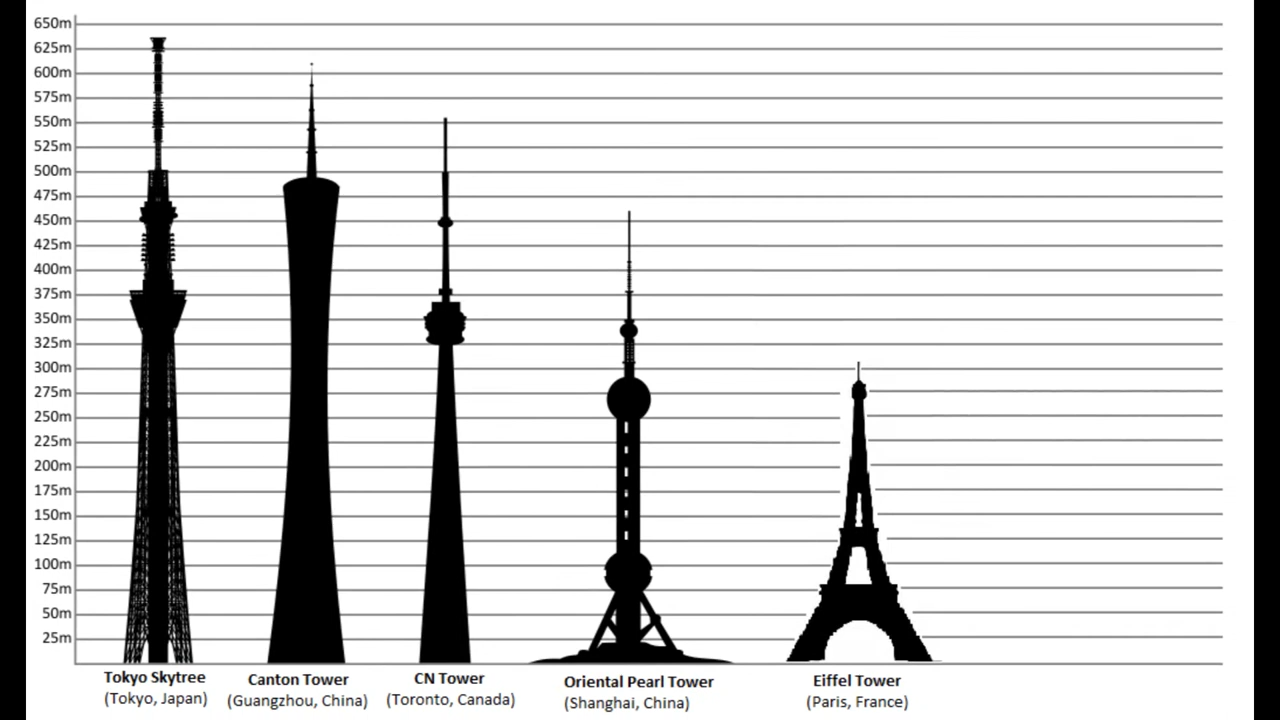 650m
625m
600m
575m
550m
525m
500m
475m
450m
425m
400m
375m
350m
325m
300m
275m
250m
225m
200m
175m
150m
125m
100m
75m
50m
25m
Tokyo Skytree
(Tokyo, Japan)
Canton Tower
(Guangzhou, China)
CN Tower
(Toronto, Canada)
Oriental Pearl Tower
(Shanghai, China)
Eiffel Tower
(Paris, France)